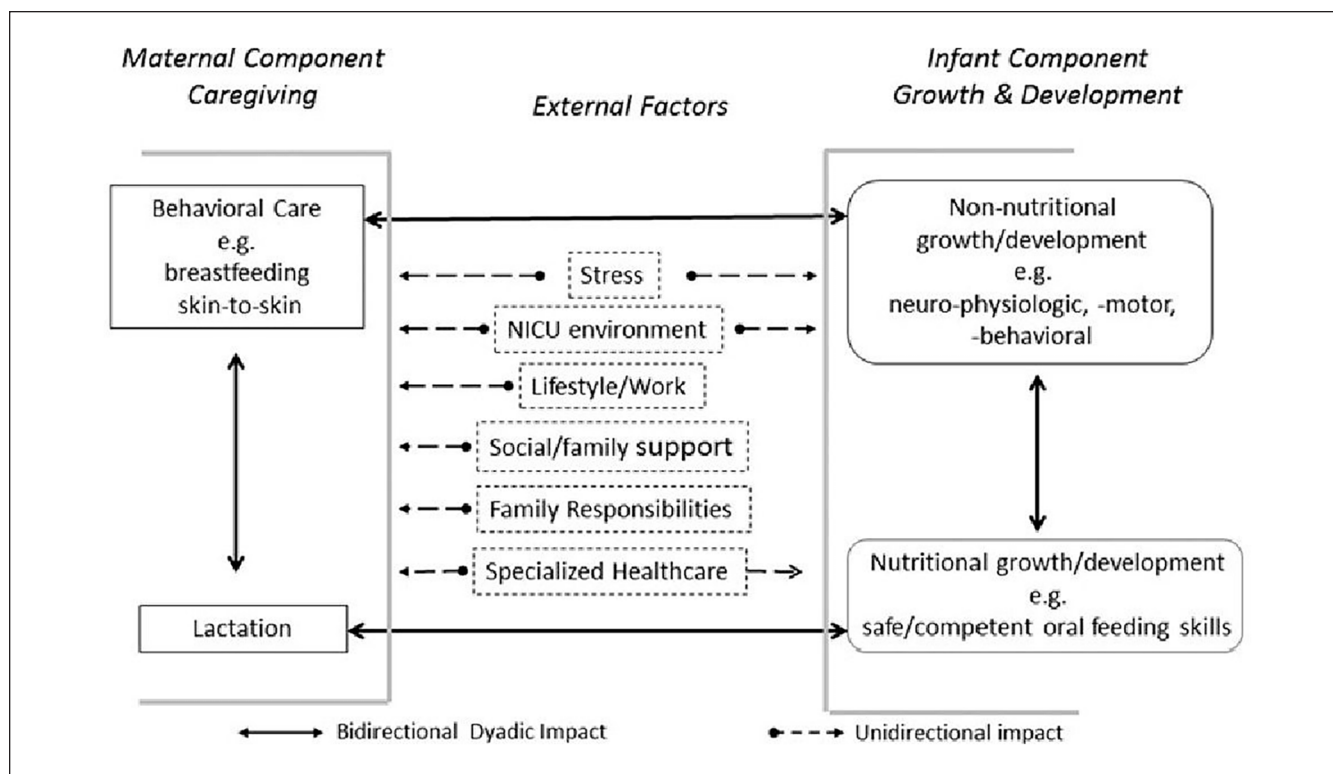 Maternal Component
Caregiving
External Factors
Infant Component
Growth & Development
Behavioral Care
e.g.
breastfeeding
skin-to-skin
Non-nutritional
growth/development
e.g.
neuro-physiologic, -motor,
-behavioral
Stress
NICU environment
Lifestyle/Work
Social/family support
Family Responsibilities
Specialized Healthcare
Lactation
Nutritional growth/development
e.g.
safe/competent oral feeding skills
Bidirectional Dyadic Impact
Unidirectional impact